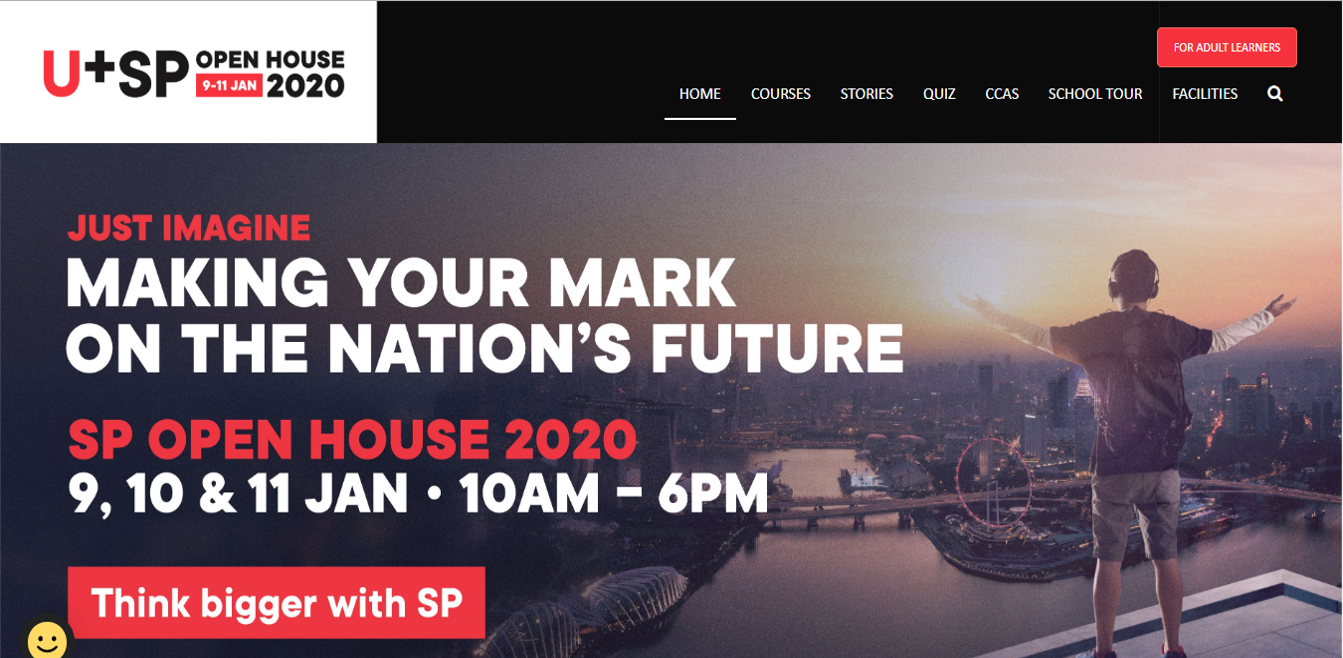 U+SP OPEN HOUSE
9-11 JAN 2020
FOR ADULT LEARNERS
HOME COURSES STORIES QUIZ CCAS SCHOOL TOUR FACILITIES
JUST IMAGINE
MAKING YOUR MARK
ON THE NATION'S FUTURE
SP OPEN HOUSE 2020
9, 10 & 11 JAN • 10AM – 6PM
Think bigger with SP